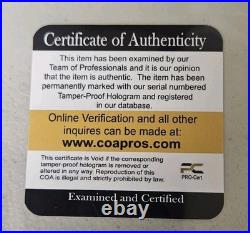 Certificate of Authenticity
This item has been examined by our
Team of Professionals and it is our opinion
that the item is authentic. The item has been
permanently marked with our serial numbered
Tamper-Proof Hologram and registered
in our database.
Online Verification and all other
inquires can be made at:
www.coapros.com
This certificate is Void if the corresponding
tamper-proof hologram is removed or
altered in any way. Reproduction of this
COA is illegal and strictly forbidden by law.
PC
PRO-Cert
Examined and Certified